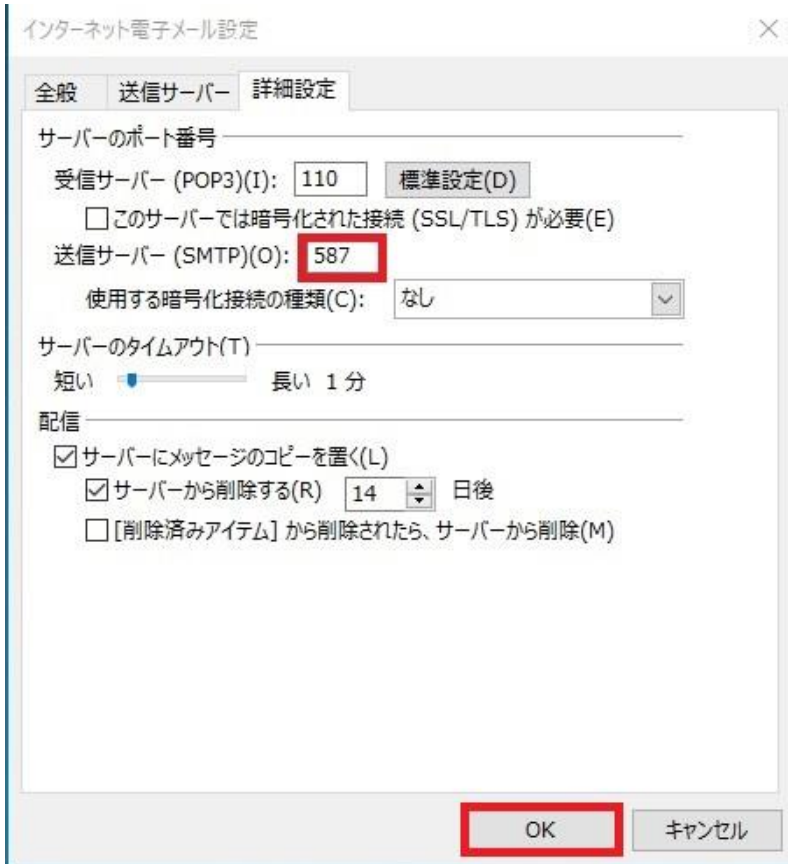 インターネット電子メール設定
全般 送信サーバー 詳細設定
サーバーのポート番号
受信サーバー (POP3)(I): 110 標準設定(D)
このサーバーでは暗号化された接続 (SSL/TLS) が必要(E)
送信サーバー (SMTP)(O): 587
使用する暗号化接続の種類(C): なし
サーバーのタイムアウト(T)
短い 長い 1 分
配信
サーバーにメッセージのコピーを置く(L)
サーバーから削除する(R) 14 日後
[削除済みアイテム] から削除されたら、サーバーから削除(M)
OK キャンセル